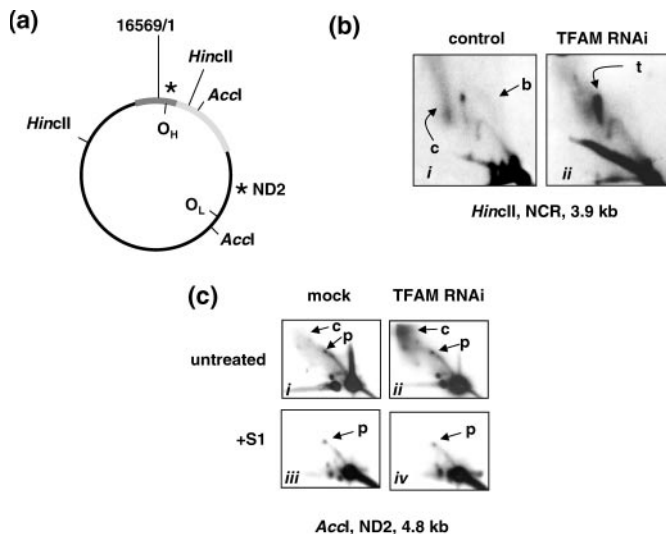 (a)
16569/1
*
HincII
AccI
HincII
OH
* ND2
OL
AccI
(b)
control
TFAM RNAi
b
t
c
i
ii
HincII, NCR, 3.9 kb
(c)
mock
TFAM RNAi
untreated
c
p
i
c
p
ii
+S1
p
iii
p
iv
AccI, ND2, 4.8 kb